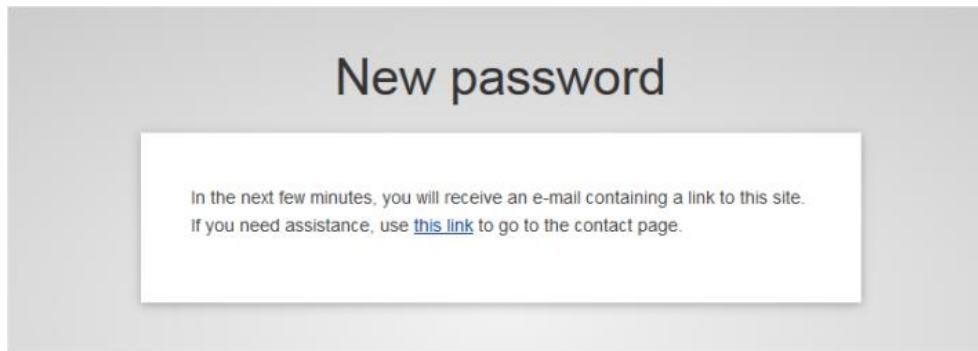 New password
In the next few minutes, you will receive an e-mail containing a link to this site.
If you need assistance, use this link to go to the contact page.